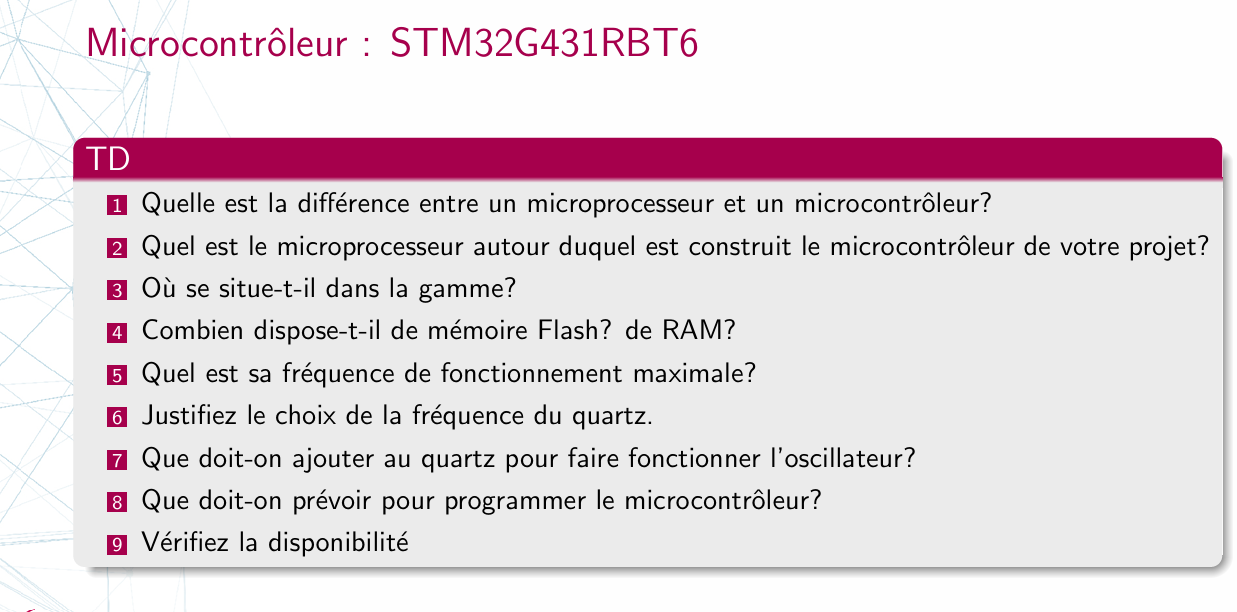 Microcontrôleur : STM32G431RBT6
TD
1 Quelle est la différence entre un microprocesseur et un microcontrôleur?
2 Quel est le microprocesseur autour duquel est construit le microcontrôleur de votre projet?
3 Où se situe-t-il dans la gamme?
4 Combien dispose-t-il de mémoire Flash? de RAM?
5 Quel est sa fréquence de fonctionnement maximale?
6 Justifiez le choix de la fréquence du quartz.
7 Que doit-on ajouter au quartz pour faire fonctionner l'oscillateur?
8 Que doit-on prévoir pour programmer le microcontrôleur?
9 Vérifiez la disponibilité